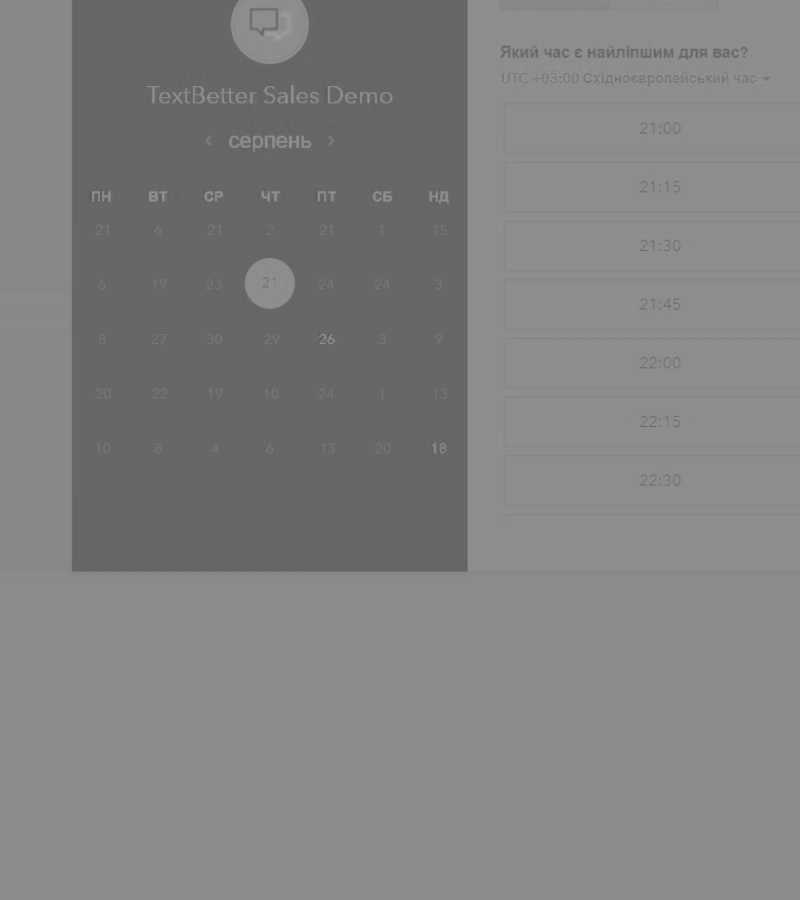 TextBetter Sales Demo
серпень
ПН ВТ СР ЧТ ПТ СБ НД
21 6 21 2 21 1 15
6 19 23 21 24 24 3
8 27 30 29 26 3 9
20 22 19 10 24 1 13
10 8 4 6 13 20 18
Який час є найліпшим для вас?
UTC +03:00 Східноєвропейський час
21:00
21:15
21:30
21:45
22:00
22:15
22:30